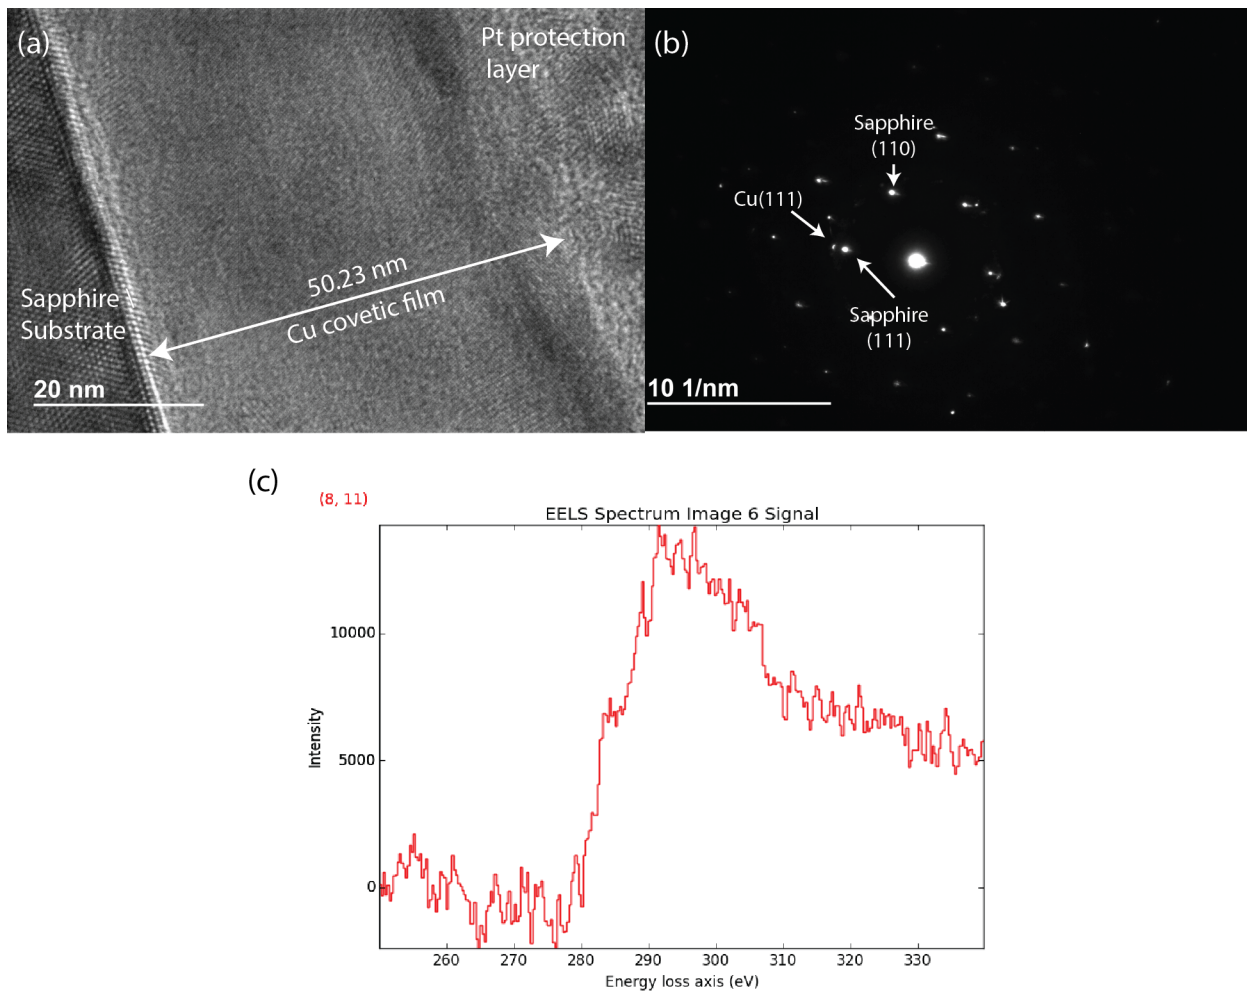 (a)
Pt protection
layer
50.23 nm
Cu covetic film
Sapphire
Substrate
20 nm
(b)
Sapphire
(110)
Cu(111)
Sapphire
(111)
10 1/nm
(c)
(8, 11)
EELS Spectrum Image 6 Signal
Intensity
10000
5000
0
260 270 280 290 300 310 320 330
Energy loss axis (eV)